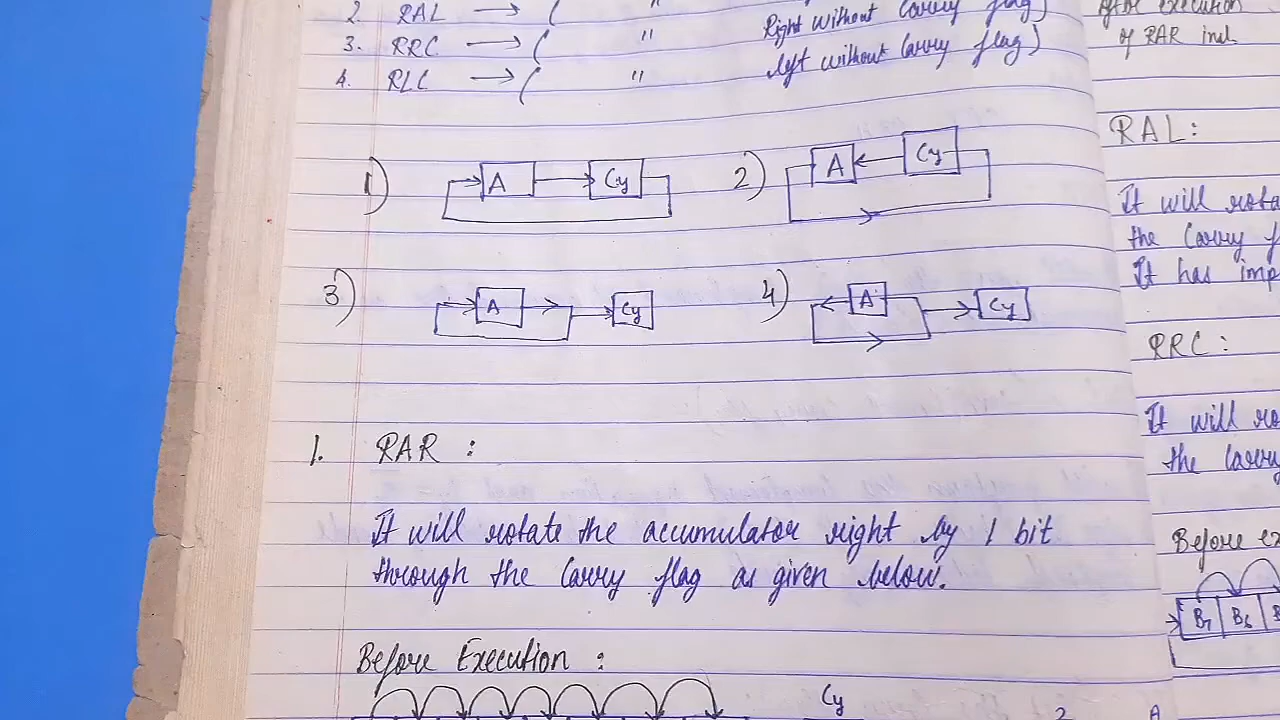 2. RAL → ( " Right without Carry flag)
3. RRC → ( " left without Carry flag)
4. RLC → ( "
1) A Cy
2) A Cy
3) A Cy
4) A Cy
1. RAR :
It will rotate the accumulator right by 1 bit
through the Carry flag as given below.
Before Execution :
Cy
2 A
after execution
of RAR
RAL:
It will rota
the Carry f
It has imp
RRC:
It will ro
the Carry
Before ex
B7 B6